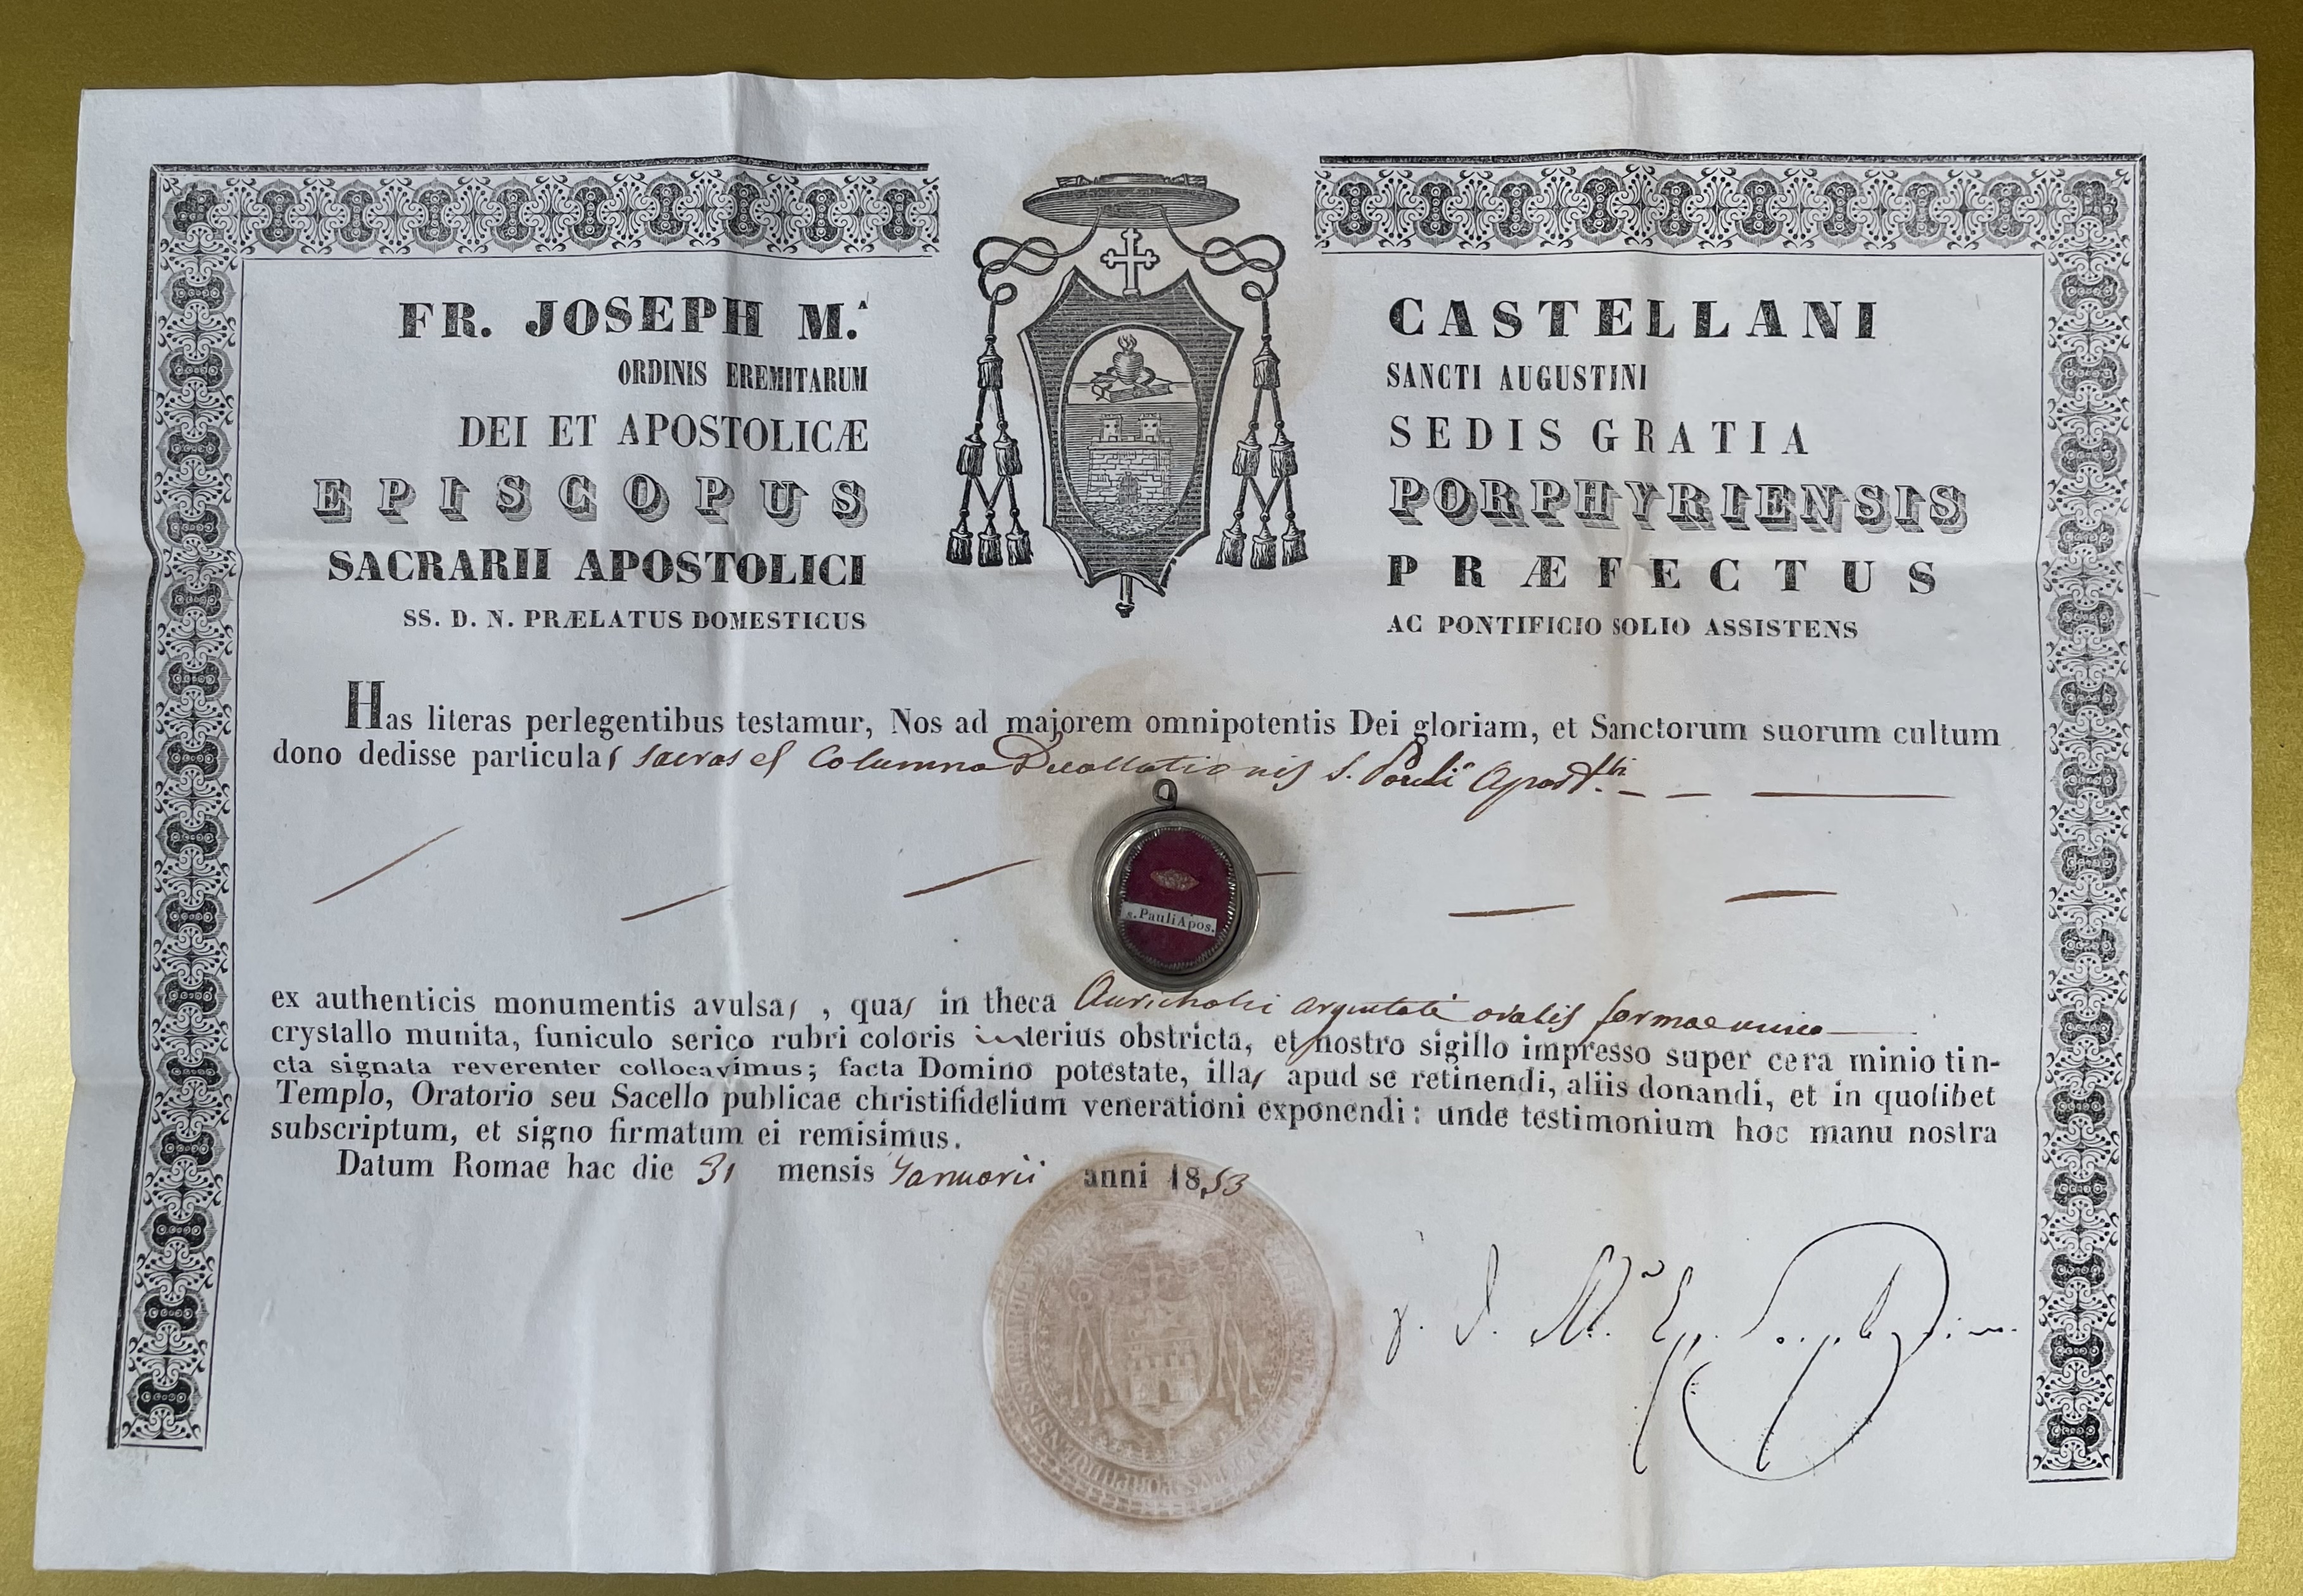 FR. JOSEPH M.ᴬ CASTELLANI
ORDINIS EREMITARUM SANCTI AUGUSTINI
DEI ET APOSTOLICÆ SEDIS GRATIA
EPISCOPUS PORPHYRIENSIS
SACRARII APOSTOLICI PRÆFECTUS
SS. D. N. PRÆLATUS DOMESTICUS AC PONTIFICIO SOLIO ASSISTENS
Has literas perlegentibus testamur, Nos ad majorem omnipotentis Dei gloriam, et Sanctorum suorum cultum
dono dedisse particulas sacras Columna Decollationis S. Pauli Apostli.
s. Pauli Apos.
ex authenticis monumentis avulsas, quas in theca Aurichalci argentati ovalis formae unico
crystallo munita, funiculo serico rubri coloris interius obstricta, et nostro sigillo impresso super cera minio tin-
cta signata reverenter collocavimus; facta Domino potestate, illas apud se retinendi, aliis donandi, et in quolibet
Templo, Oratorio seu Sacello publicae christifidelium venerationi exponendi: unde testimonium hoc manu nostra
subscriptum, et signo firmatum ei remisimus.
Datum Romae hac die 31 mensis Januarii anni 1853